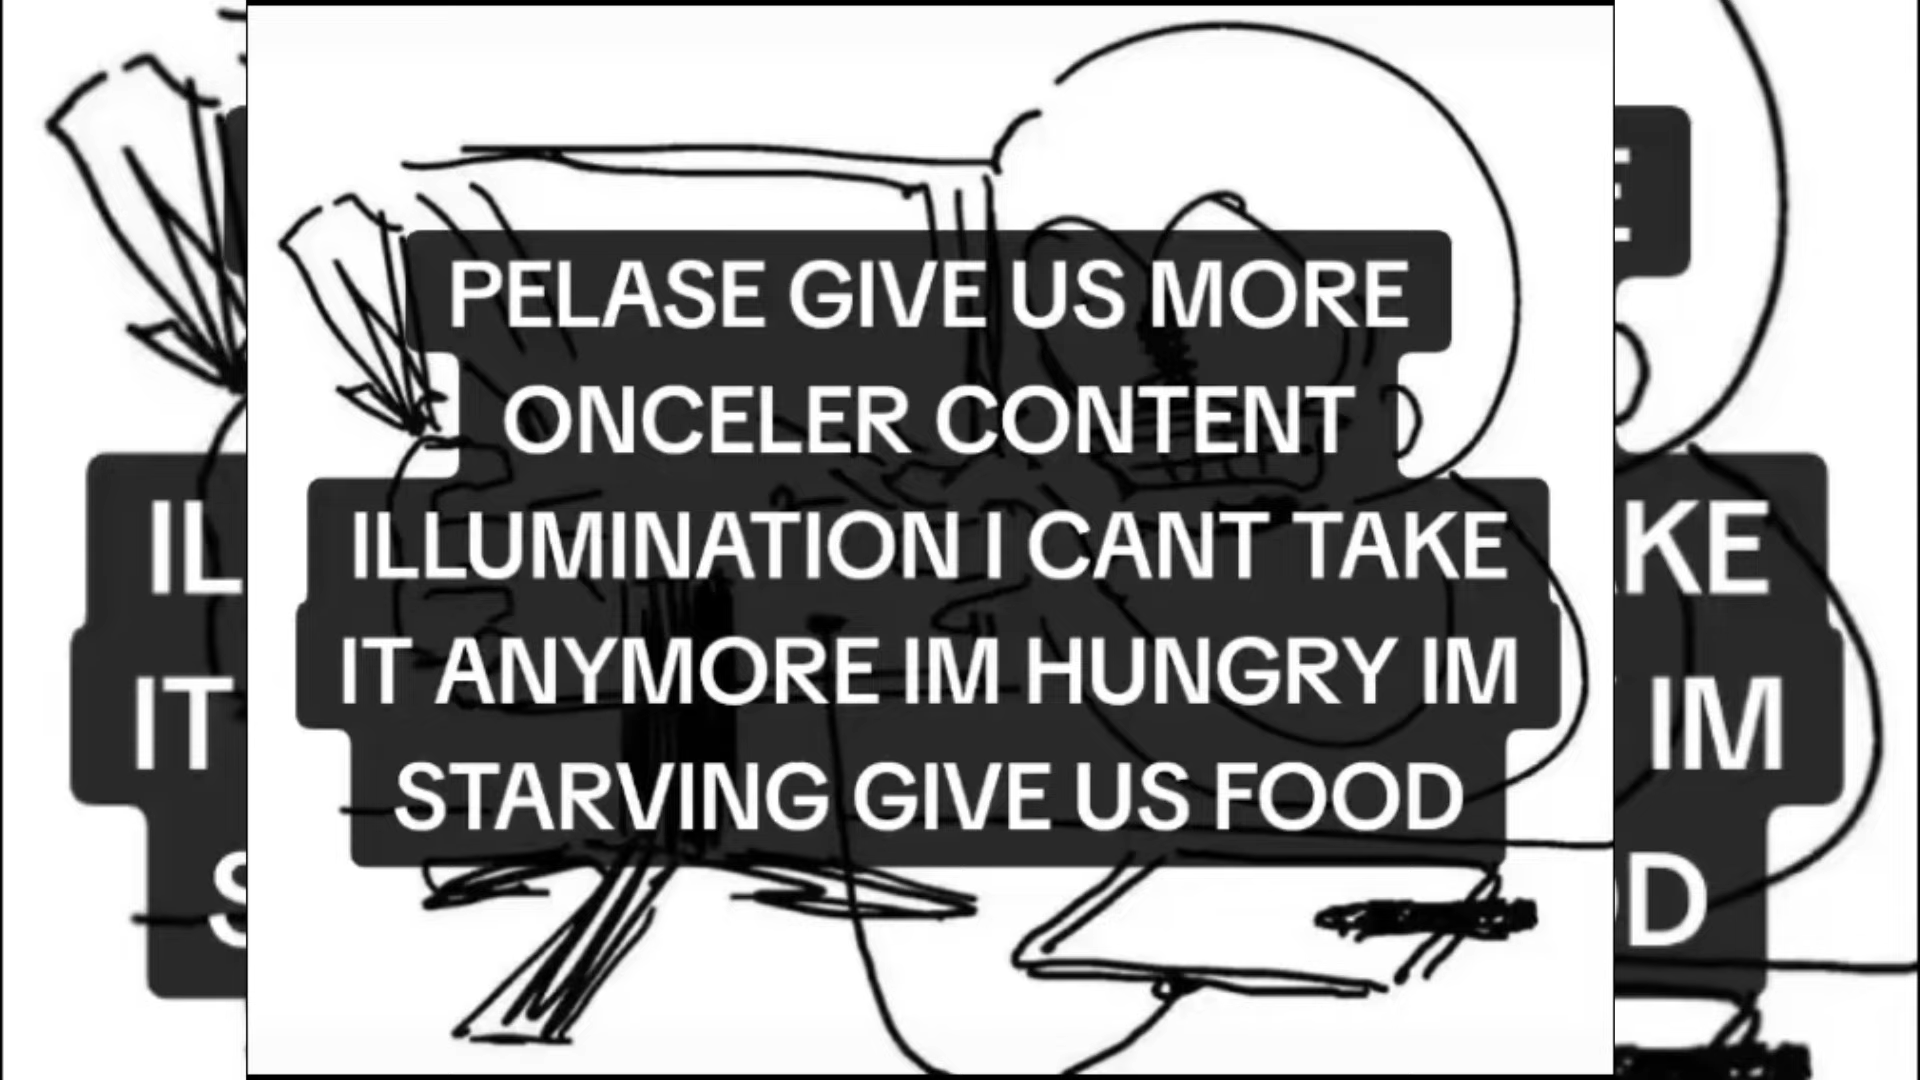 PELASE GIVE US MORE
ONCELER CONTENT
ILLUMINATION I CANT TAKE
IT ANYMORE IM HUNGRY IM
STARVING GIVE US FOOD